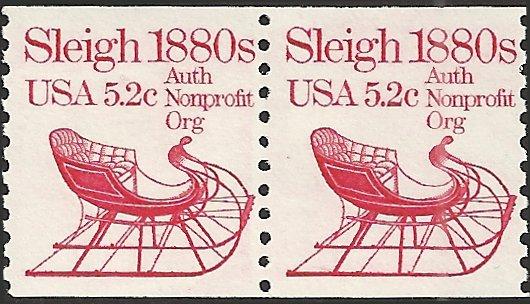 Sleigh 1880s
USA 5.2c Auth
Nonprofit
Org
Sleigh 1880s
USA 5.2c Auth
Nonprofit
Org